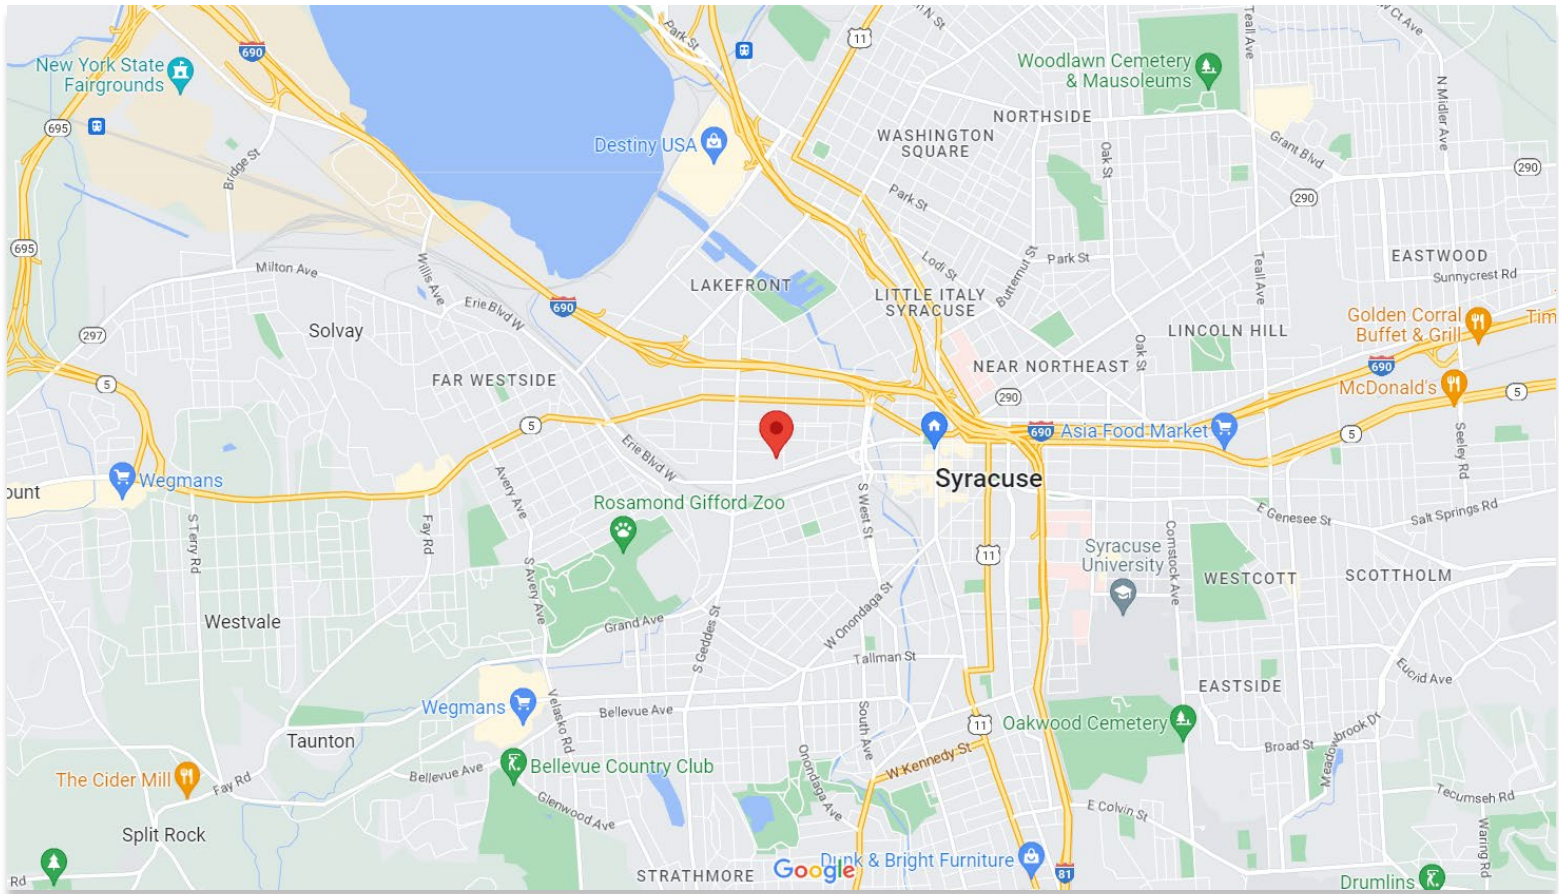 Park St
N St
W Ct Ave
11
690
New York State
Fairgrounds
Woodlawn Cemetery
& Mausoleums
Teall Ave
N Midler Ave
695
NORTHSIDE
Destiny USA
WASHINGTON
SQUARE
Grant Blvd
Oak St
Bridge St
290
290
Park St
695
Lodi St
Butternut St
Park St
EASTWOOD
Milton Ave
Willis Ave
Teall Ave
Sunnycrest Rd
LAKEFRONT
LITTLE ITALY
SYRACUSE
Erie Blvd W
690
Golden Corral
Buffet & Grill
Tim
Solvay
297
LINCOLN HILL
Oak St
NEAR NORTHEAST
690
FAR WESTSIDE
5
McDonald's
5
290
5
690
Asia Food Market
5
Erie Blvd W
Seeley Rd
Wegmans
Syracuse
ount
Avery Ave
Rosamond Gifford Zoo
S West St
E Genesee St
Salt Springs Rd
S Terry Rd
Fay Rd
11
Syracuse
University
Comstock Ave
WESTCOTT
SCOTTHOLM
S Avery Ave
Westvale
Grand Ave
W Onondaga St
S Geddes St
Tallman St
Euclid Ave
EASTSIDE
Wegmans
Velasko Rd
Bellevue Ave
South Ave
11
Oakwood Cemetery
Taunton
Broad St
Meadowbrook Dr
W Kennedy St
Bellevue Ave
Bellevue Country Club
Onondaga Ave
The Cider Mill
Fay Rd
Glenwood Ave
E Colvin St
Tecumseh Rd
Split Rock
Waring Rd
Dunk & Bright Furniture
Google
STRATHMORE
81
Rd
Drumlins